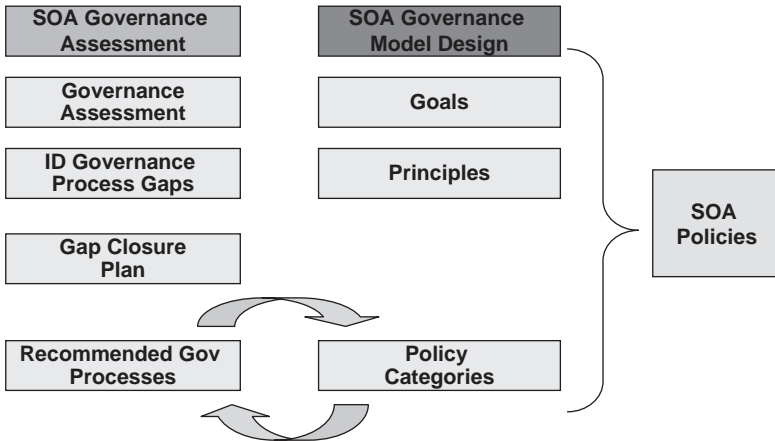 SOA Governance
Assessment
Governance
Assessment
ID Governance
Process Gaps
Gap Closure
Plan
Recommended Gov
Processes
SOA Governance
Model Design
Goals
Principles
Policy
Categories
SOA
Policies